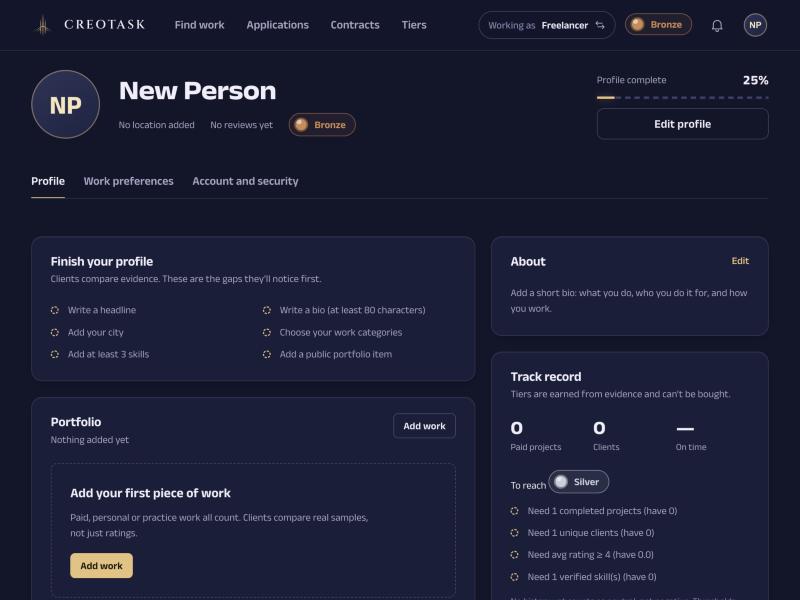 CREOTASK Find work Applications Contracts Tiers Working as Freelancer Bronze NP
NP
New Person
No location added No reviews yet Bronze
Profile complete 25%
Edit profile
Profile Work preferences Account and security
Finish your profile
Clients compare evidence. These are the gaps they'll notice first.
Write a headline
Write a bio (at least 80 characters)
Add your city
Choose your work categories
Add at least 3 skills
Add a public portfolio item
About Edit
Add a short bio: what you do, who you do it for, and how
you work.
Portfolio
Nothing added yet
Add work
Add your first piece of work
Paid, personal or practice work all count. Clients compare real samples,
not just ratings.
Add work
Track record
Tiers are earned from evidence and can't be bought.
0 0 —
Paid projects Clients On time
To reach Silver
Need 1 completed projects (have 0)
Need 1 unique clients (have 0)
Need avg rating ≥ 4 (have 0.0)
Need 1 verified skill(s) (have 0)